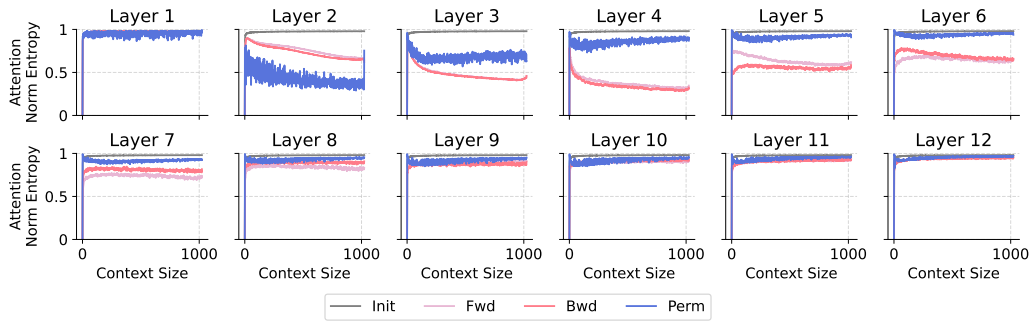 Layer 1 Layer 2 Layer 3 Layer 4 Layer 5 Layer 6
Attention
Norm Entropy
1
0.5
0
Layer 7 Layer 8 Layer 9 Layer 10 Layer 11 Layer 12
Attention
Norm Entropy
1
0.5
0
0 1000 0 1000 0 1000 0 1000 0 1000 0 1000
Context Size Context Size Context Size Context Size Context Size Context Size
Init Fwd Bwd Perm